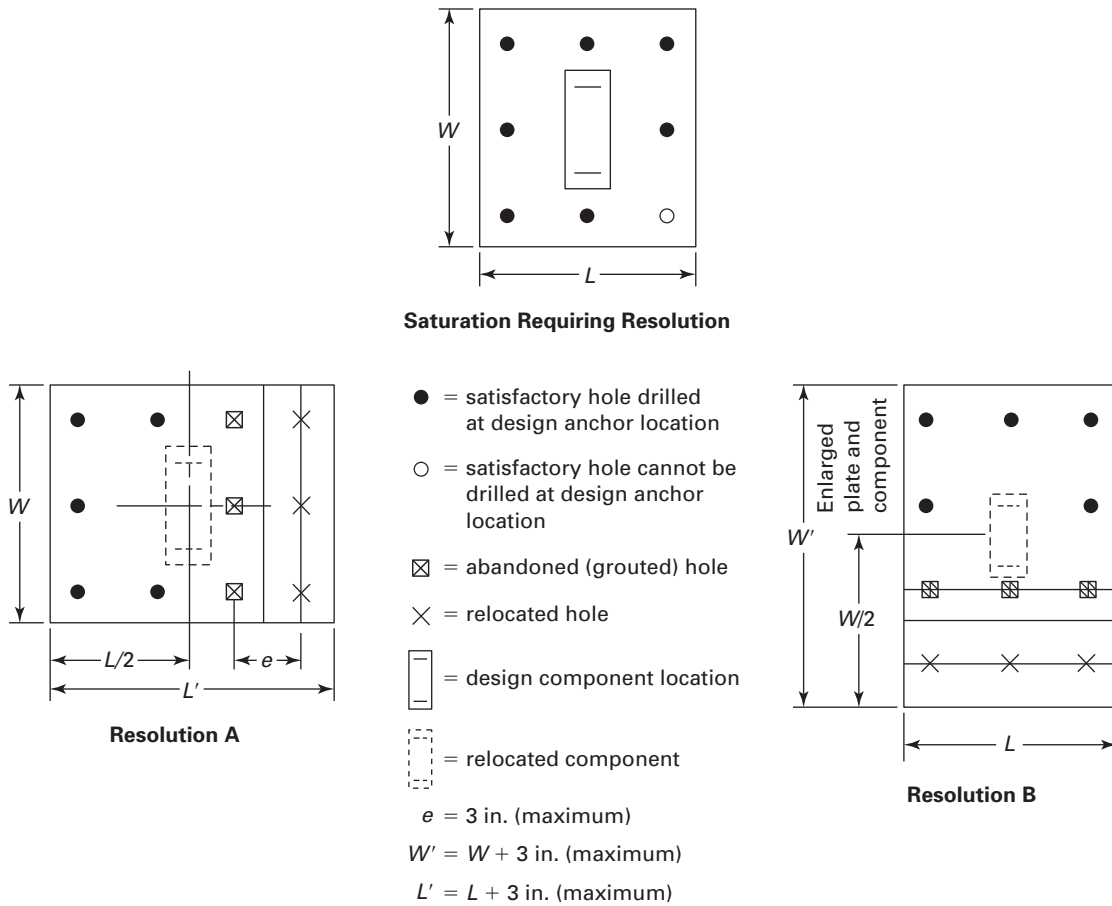 W
L
Saturation Requiring Resolution
W
L/2
e
L′
Resolution A
= satisfactory hole drilled
at design anchor location
= satisfactory hole cannot be
drilled at design anchor
location
= abandoned (grouted) hole
= relocated hole
= design component location
= relocated component
e = 3 in. (maximum)
W′ = W + 3 in. (maximum)
L′ = L + 3 in. (maximum)
Enlarged
plate and
component
W′
W/2
L
Resolution B